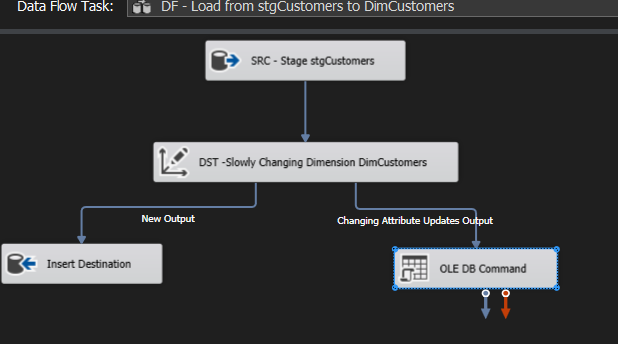 Data Flow Task: DF - Load from stgCustomers to DimCustomers
SRC - Stage stgCustomers
DST -Slowly Changing Dimension DimCustomers
New Output
Changing Attribute Updates Output
Insert Destination
OLE DB Command